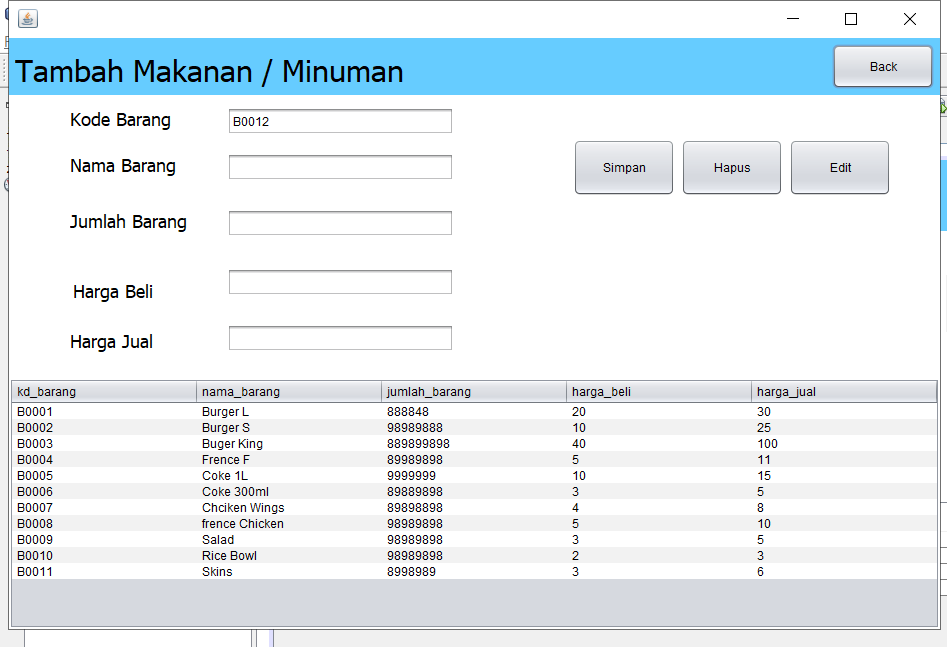 Tambah Makanan / Minuman Back
Kode Barang B0012
Nama Barang
Simpan Hapus Edit
Jumlah Barang
Harga Beli
Harga Jual
kd_barang nama_barang jumlah_barang harga_beli harga_jual
B0001 Burger L 888848 20 30
B0002 Burger S 98989888 10 25
B0003 Buger King 889899898 40 100
B0004 Frence F 89989898 5 11
B0005 Coke 1L 9999999 10 15
B0006 Coke 300ml 89889898 3 5
B0007 Chciken Wings 89898898 4 8
B0008 frence Chicken 98989898 5 10
B0009 Salad 98989898 3 5
B0010 Rice Bowl 98989898 2 3
B0011 Skins 8998989 3 6